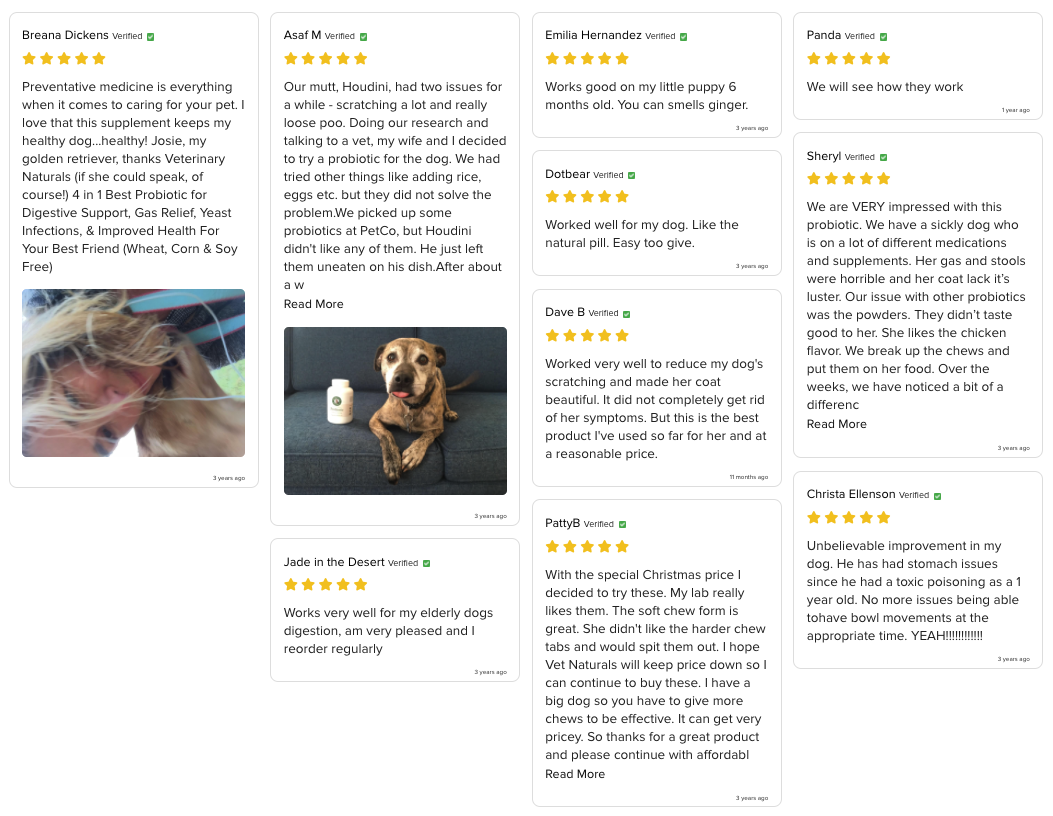 Breana Dickens Verified
Preventative medicine is everything
when it comes to caring for your pet. I
love that this supplement keeps my
healthy dog...healthy! Josie, my
golden retriever, thanks Veterinary
Naturals (if she could speak, of
course!) 4 in 1 Best Probiotic for
Digestive Support, Gas Relief, Yeast
Infections, & Improved Health For
Your Best Friend (Wheat, Corn & Soy
Free)
3 years ago
Asaf M Verified
Our mutt, Houdini, had two issues for
a while - scratching a lot and really
loose poo. Doing our research and
talking to a vet, my wife and I decided
to try a probiotic for the dog. We had
tried other things like adding rice,
eggs etc. but they did not solve the
problem.We picked up some
probiotics at PetCo, but Houdini
didn't like any of them. He just left
them uneaten on his dish.After about
a w
Read More
3 years ago
Jade in the Desert Verified
Works very well for my elderly dogs
digestion, am very pleased and I
reorder regularly
3 years ago
Emilia Hernandez Verified
Works good on my little puppy 6
months old. You can smells ginger.
3 years ago
Dotbear Verified
Worked well for my dog. Like the
natural pill. Easy too give.
3 years ago
Dave B Verified
Worked very well to reduce my dog's
scratching and made her coat
beautiful. It did not completely get rid
of her symptoms. But this is the best
product I've used so far for her and at
a reasonable price.
11 months ago
PattyB Verified
With the special Christmas price I
decided to try these. My lab really
likes them. The soft chew form is
great. She didn't like the harder chew
tabs and would spit them out. I hope
Vet Naturals will keep price down so I
can continue to buy these. I have a
big dog so you have to give more
chews to be effective. It can get very
pricey. So thanks for a great product
and please continue with affordabl
Read More
3 years ago
Panda Verified
We will see how they work
1 year ago
Sheryl Verified
We are VERY impressed with this
probiotic. We have a sickly dog who
is on a lot of different medications
and supplements. Her gas and stools
were horrible and her coat lack it’s
luster. Our issue with other probiotics
was the powders. They didn’t taste
good to her. She likes the chicken
flavor. We break up the chews and
put them on her food. Over the
weeks, we have noticed a bit of a
differenc
Read More
3 years ago
Christa Ellenson Verified
Unbelievable improvement in my
dog. He has had stomach issues
since he had a toxic poisoning as a 1
year old. No more issues being able
tohave bowl movements at the
appropriate time. YEAH!!!!!!!!!!!!
3 years ago